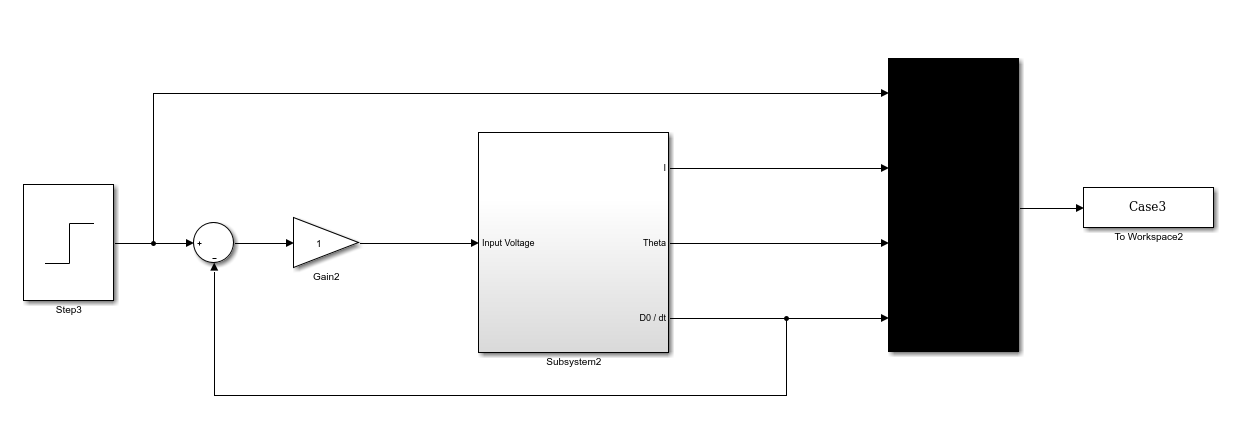 I
+
1
Input Voltage
Theta
Case3
To Workspace2
−
Gain2
Step3
D0 / dt
Subsystem2